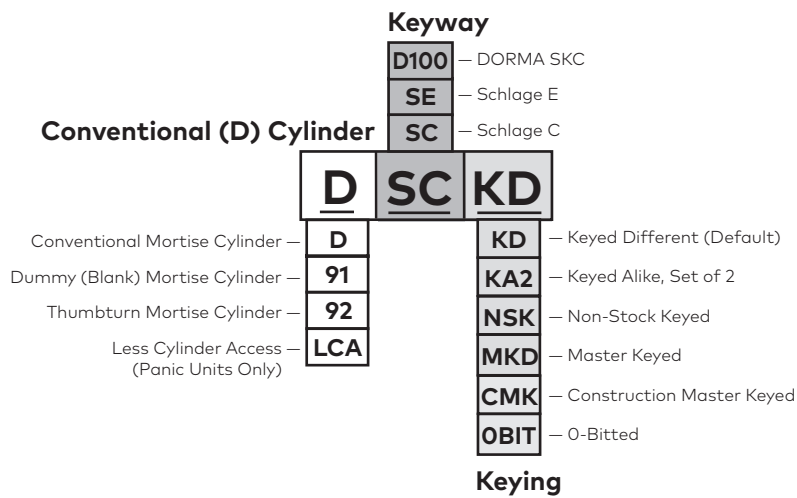 Keyway
D100 — DORMA SKC
SE — Schlage E
SC — Schlage C
Conventional (D) Cylinder
D SC KD
Conventional Mortise Cylinder — D
Dummy (Blank) Mortise Cylinder — 91
Thumbturn Mortise Cylinder — 92
Less Cylinder Access — LCA
(Panic Units Only)
KD — Keyed Different (Default)
KA2 — Keyed Alike, Set of 2
NSK — Non-Stock Keyed
MKD — Master Keyed
CMK — Construction Master Keyed
0BIT — 0-Bitted
Keying